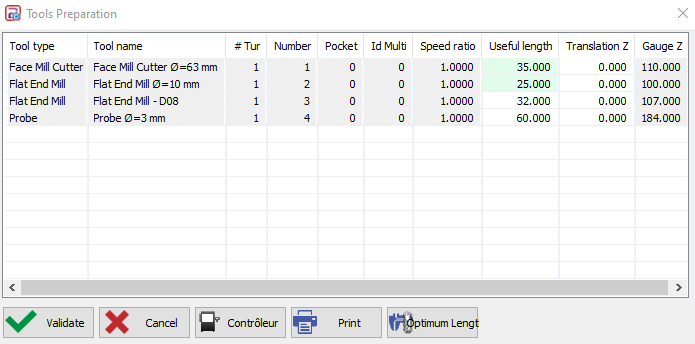 Tools Preparation
Tool type Tool name # Tur Number Pocket Id Multi Speed ratio Useful length Translation Z Gauge Z
Face Mill Cutter Face Mill Cutter Ø=63 mm 1 1 0 0 1.0000 35.000 0.000 110.000
Flat End Mill Flat End Mill Ø=10 mm 1 2 0 0 1.0000 25.000 0.000 100.000
Flat End Mill Flat End Mill - D08 1 3 0 0 1.0000 32.000 0.000 107.000
Probe Probe Ø=3 mm 1 4 0 0 1.0000 60.000 0.000 184.000
Validate Cancel Contrôleur Print Optimum Lengt